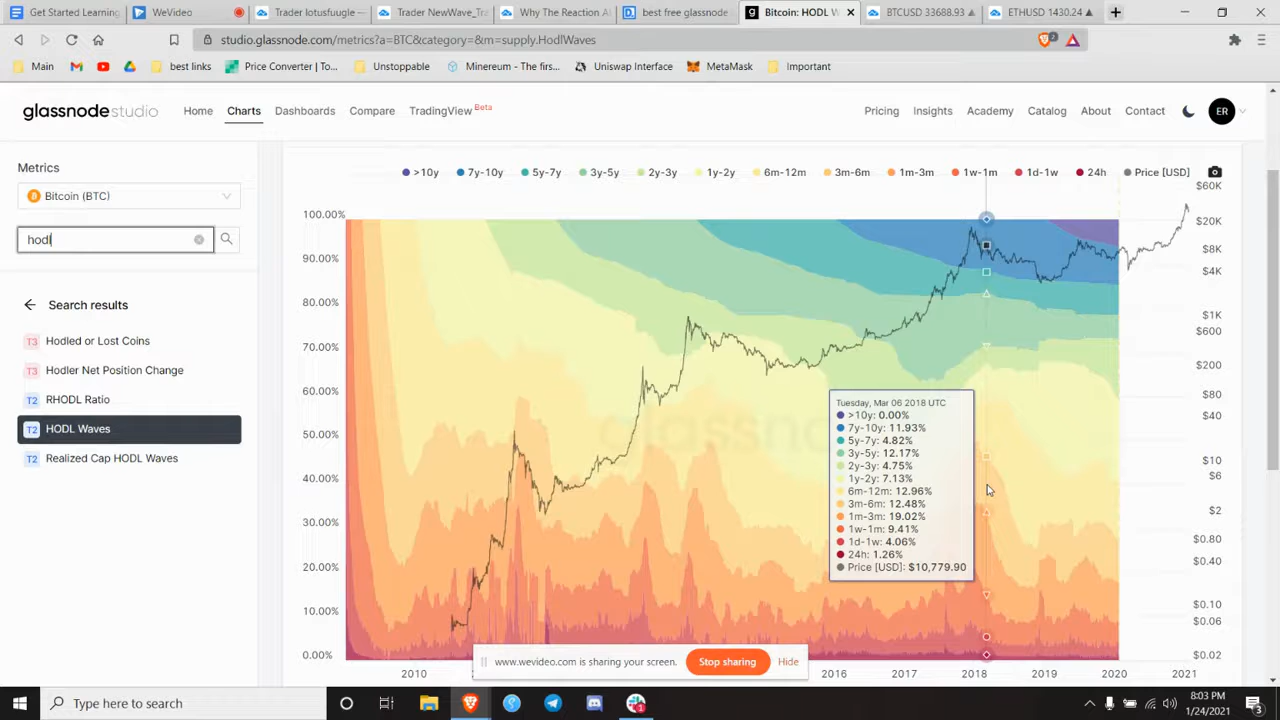 Get Started Learning
WeVideo
Trader lotusfuugle -
Trader NewWave_Tra
Why The Reaction Al
best free glassnode
Bitcoin: HODL W
BTCUSD 33688.93
ETHUSD 1430.24
studio.glassnode.com/metrics?a=BTC&category=&m=supply.HodlWaves
2
Main
best links
Price Converter | To...
Unstoppable
Minereum - The firs...
Uniswap Interface
MetaMask
Important
glassnodestudio
Home
Charts
Dashboards
Compare
TradingView Beta
Pricing
Insights
Academy
Catalog
About
Contact
ER
Metrics
Bitcoin (BTC)
hodl
Search results
T3 Hodled or Lost Coins
T3 Hodler Net Position Change
T2 RHODL Ratio
T2 HODL Waves
T2 Realized Cap HODL Waves
>10y 7y-10y 5y-7y 3y-5y 2y-3y 1y-2y 6m-12m 3m-6m 1m-3m 1w-1m 1d-1w 24h Price [USD]
100.00%
90.00%
80.00%
70.00%
60.00%
50.00%
40.00%
30.00%
20.00%
10.00%
0.00%
$60K
$20K
$8K
$4K
$1K
$600
$200
$80
$40
$10
$6
$2
$0.80
$0.40
$0.10
$0.06
$0.02
glassnode
Tuesday, Mar 06 2018 UTC
>10y: 0.00%
7y-10y: 11.93%
5y-7y: 4.82%
3y-5y: 12.17%
2y-3y: 4.75%
1y-2y: 7.13%
6m-12m: 12.96%
3m-6m: 12.48%
1m-3m: 19.02%
1w-1m: 9.41%
1d-1w: 4.06%
24h: 1.26%
Price [USD]: $10,779.90
2010 2016 2017 2018 2019 2020 2021
www.wevideo.com is sharing your screen.
Stop sharing
Hide
Type here to search
1
8:03 PM
1/24/2021
3